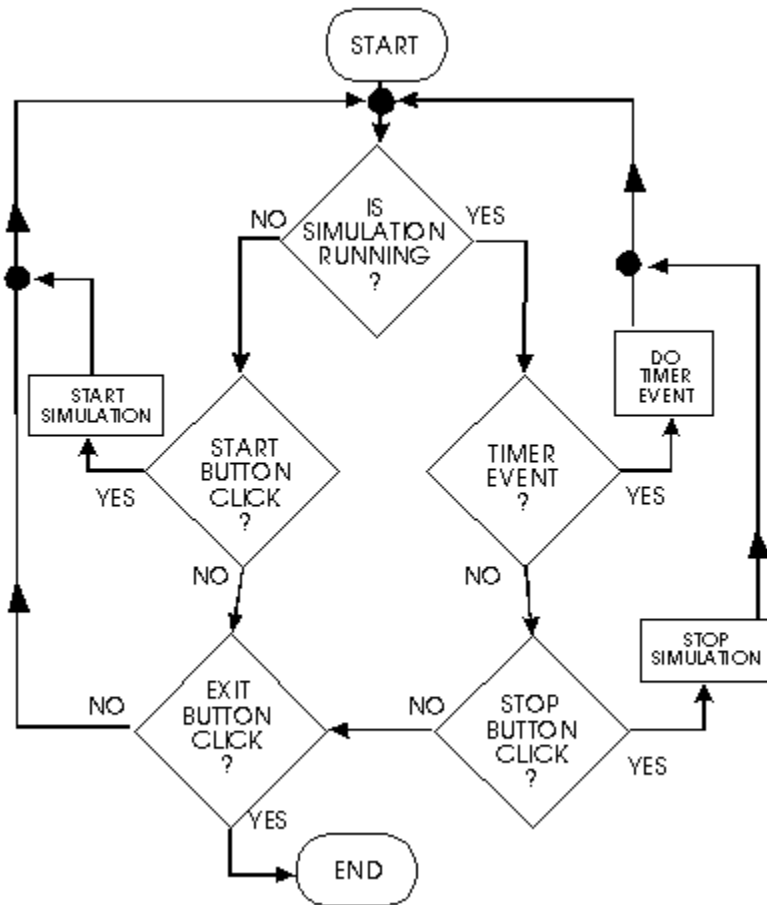 START
IS
SIMULATION
RUNNING
?
NO
YES
START
SIMULATION
DO
TIMER
EVENT
START
BUTTON
CLICK
?
YES
NO
TIMER
EVENT
?
YES
NO
STOP
SIMULATION
EXIT
BUTTON
CLICK
?
NO
YES
STOP
BUTTON
CLICK
?
NO
YES
END